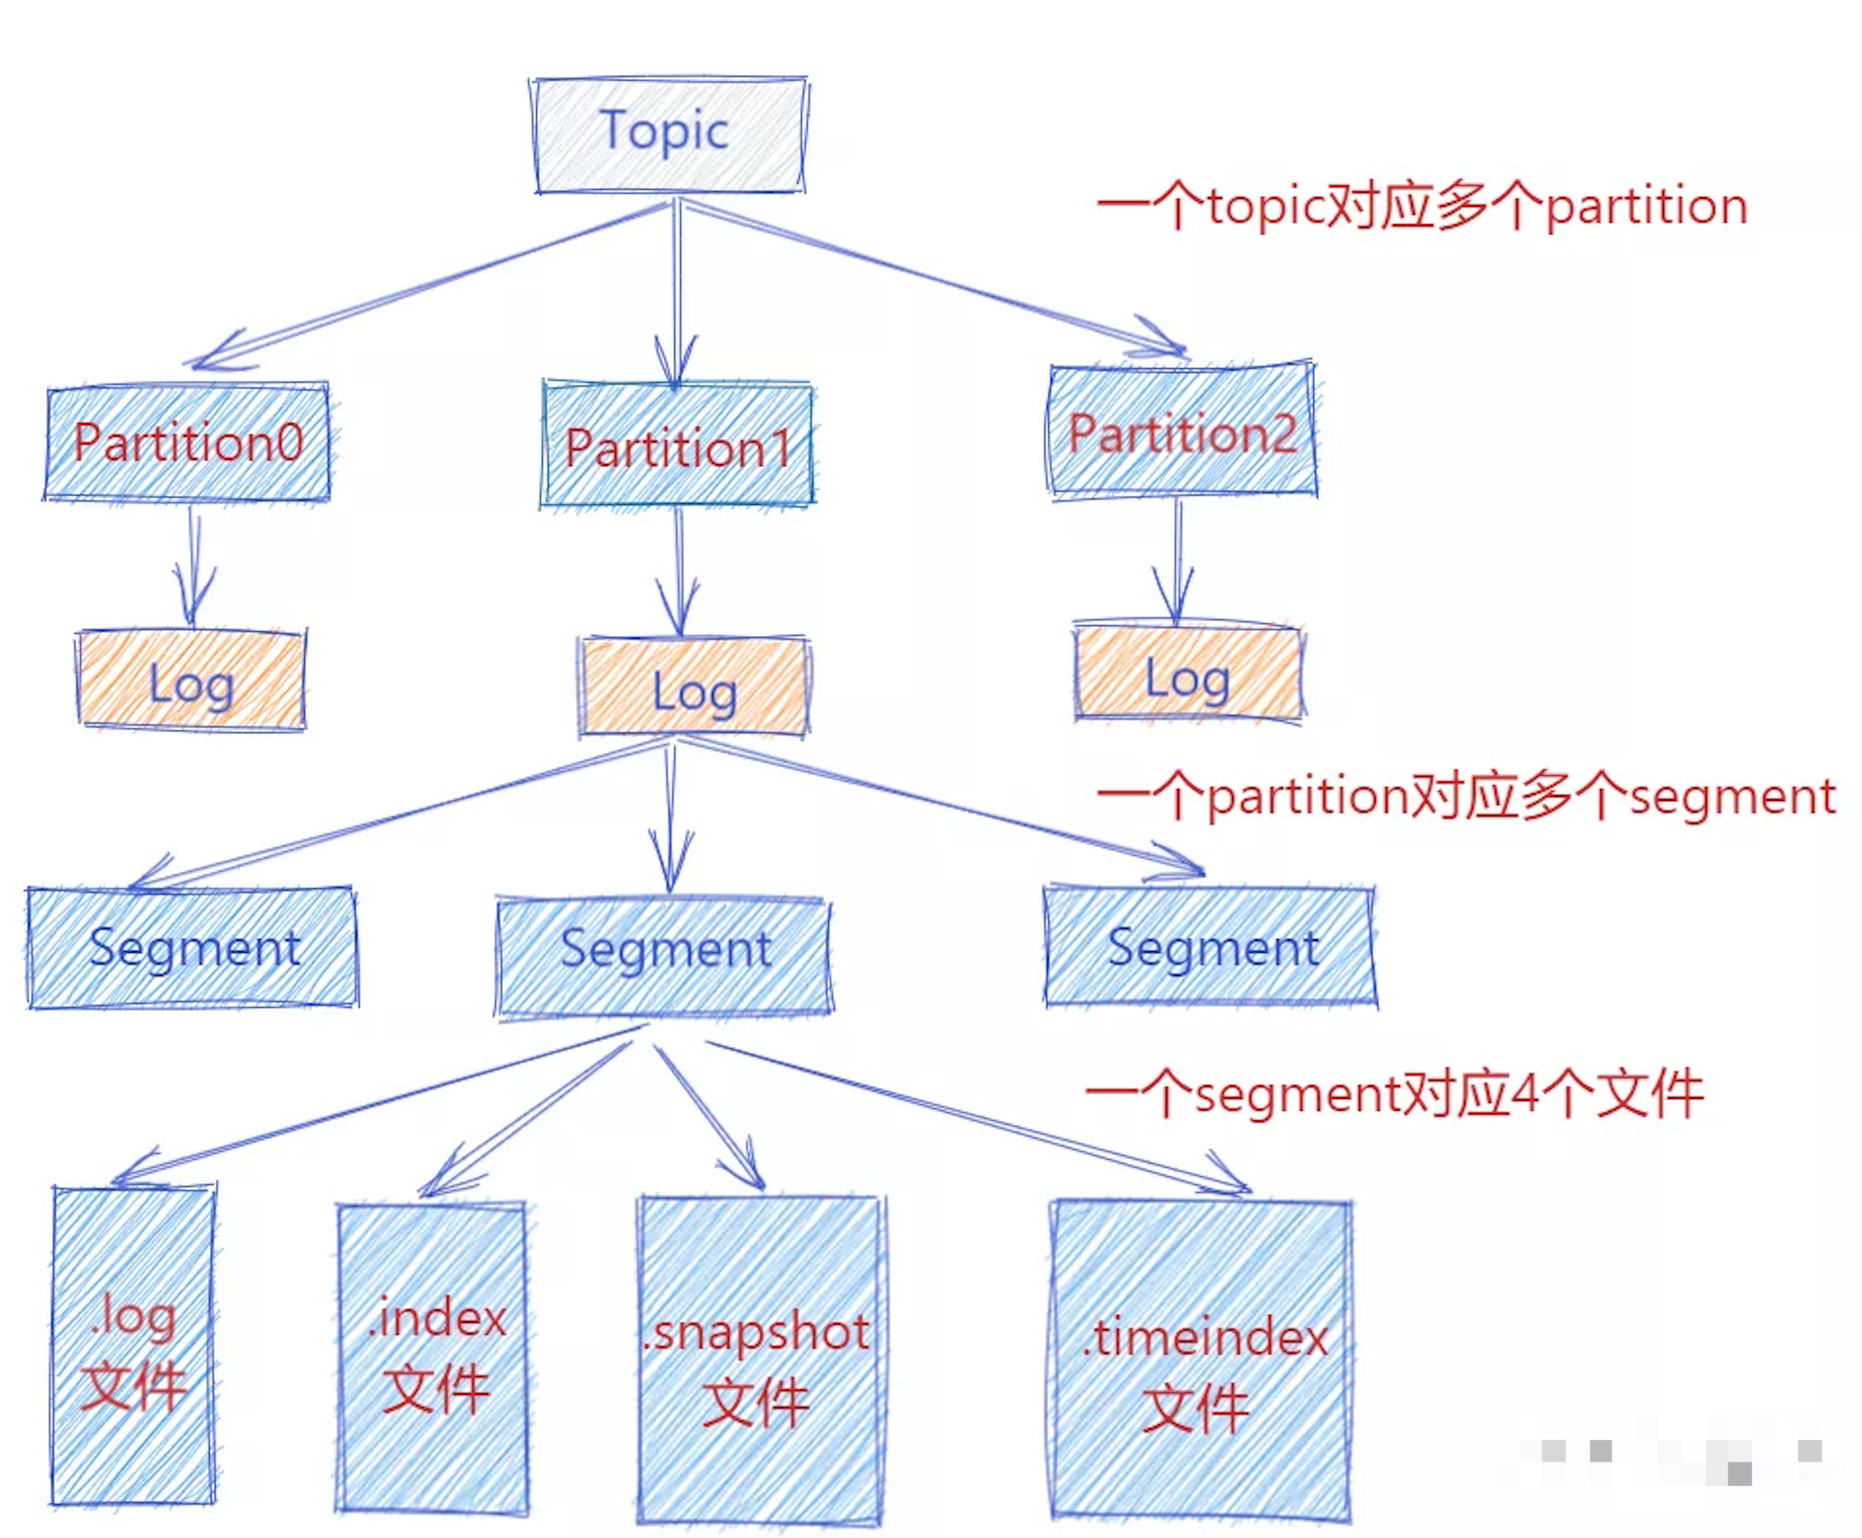 Topic
一个topic对应多个partition
Partition0
Partition1
Partition2
Log
Log
Log
一个partition对应多个segment
Segment
Segment
Segment
一个segment对应4个文件
.log
文件
.index
文件
.snapshot
文件
.timeindex
文件